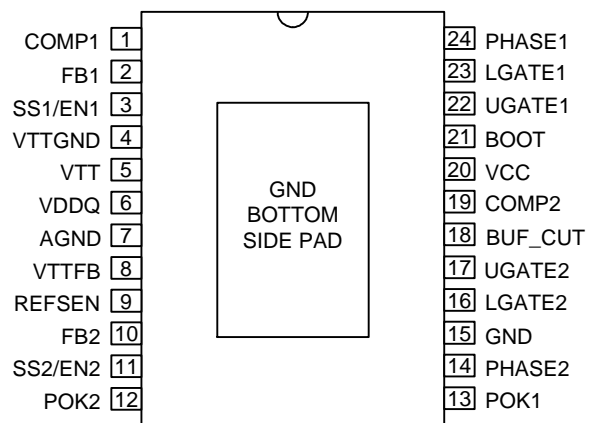 COMP1 1
FB1 2
SS1/EN1 3
VTTGND 4
VTT 5
VDDQ 6
AGND 7
VTTFB 8
REFSEN 9
FB2 10
SS2/EN2 11
POK2 12
GND
BOTTOM
SIDE PAD
24 PHASE1
23 LGATE1
22 UGATE1
21 BOOT
20 VCC
19 COMP2
18 BUF_CUT
17 UGATE2
16 LGATE2
15 GND
14 PHASE2
13 POK1